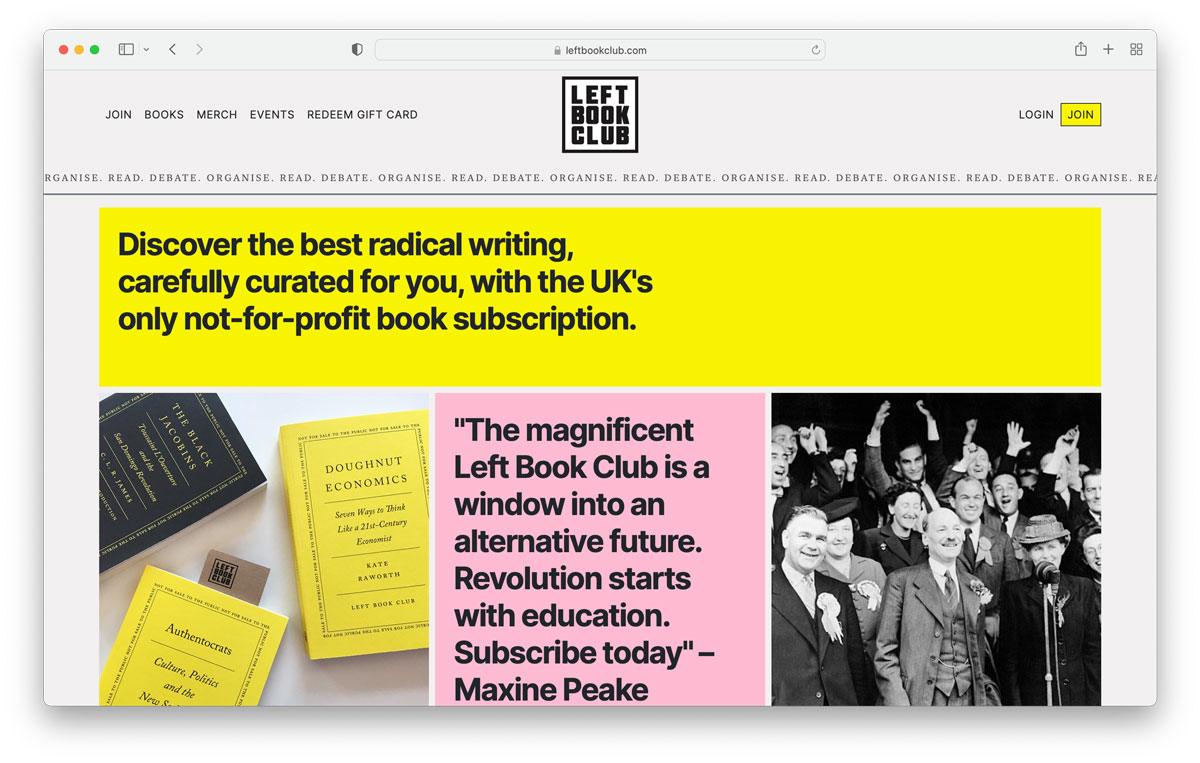 leftbookclub.com
JOIN BOOKS MERCH EVENTS REDEEM GIFT CARD
LEFT
BOOK
CLUB
LOGIN JOIN
RGANISE. READ. DEBATE. ORGANISE. READ. DEBATE. ORGANISE. READ. DEBATE. ORGANISE. READ. DEBATE. ORGANISE. READ. DEBATE. ORGANISE. READ. DEBATE. ORGANISE. REA
Discover the best radical writing,
carefully curated for you, with the UK's
only not-for-profit book subscription.
THE BLACK
JACOBINS
Toussaint L'Ouverture
and the
San Domingo Revolution
C. L. R. JAMES
NOT FOR SALE TO THE PUBLIC NOT FOR SALE TO THE PUBLIC
DOUGHNUT
ECONOMICS
Seven Ways to Think
Like a 21st-Century
Economist
KATE
RAWORTH
LEFT BOOK CLUB
LEFT
BOOK
CLUB
NOT FOR SALE TO THE PUBLIC NOT FOR SALE TO THE PUBLIC
Authentocrats
Culture, Politics
and the
New
"The magnificent
Left Book Club is a
window into an
alternative future.
Revolution starts
with education.
Subscribe today" –
Maxine Peake